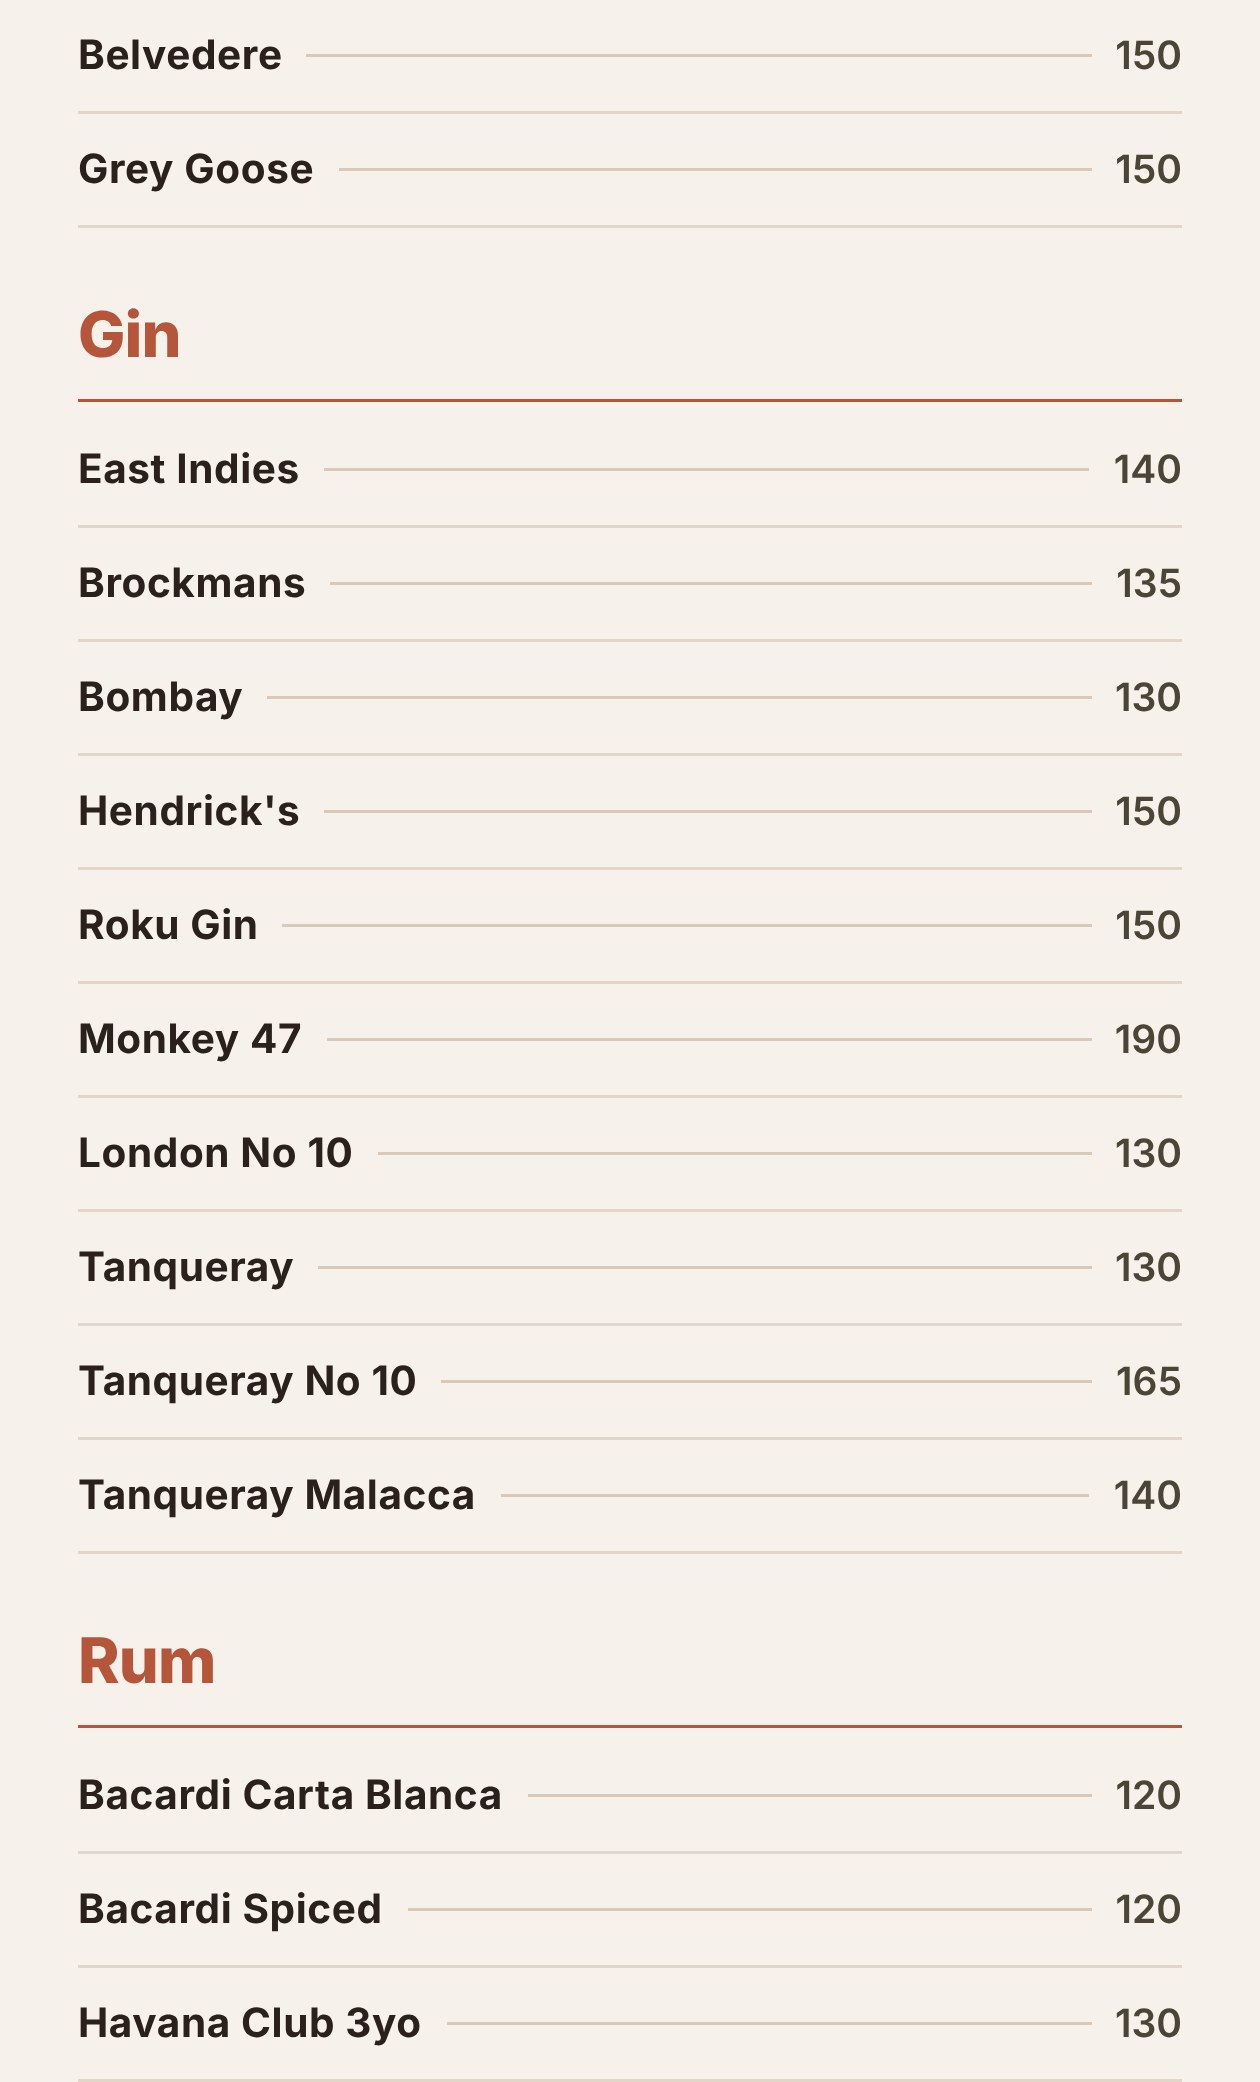 Belvedere 150
Grey Goose 150
Gin
East Indies 140
Brockmans 135
Bombay 130
Hendrick's 150
Roku Gin 150
Monkey 47 190
London No 10 130
Tanqueray 130
Tanqueray No 10 165
Tanqueray Malacca 140
Rum
Bacardi Carta Blanca 120
Bacardi Spiced 120
Havana Club 3yo 130